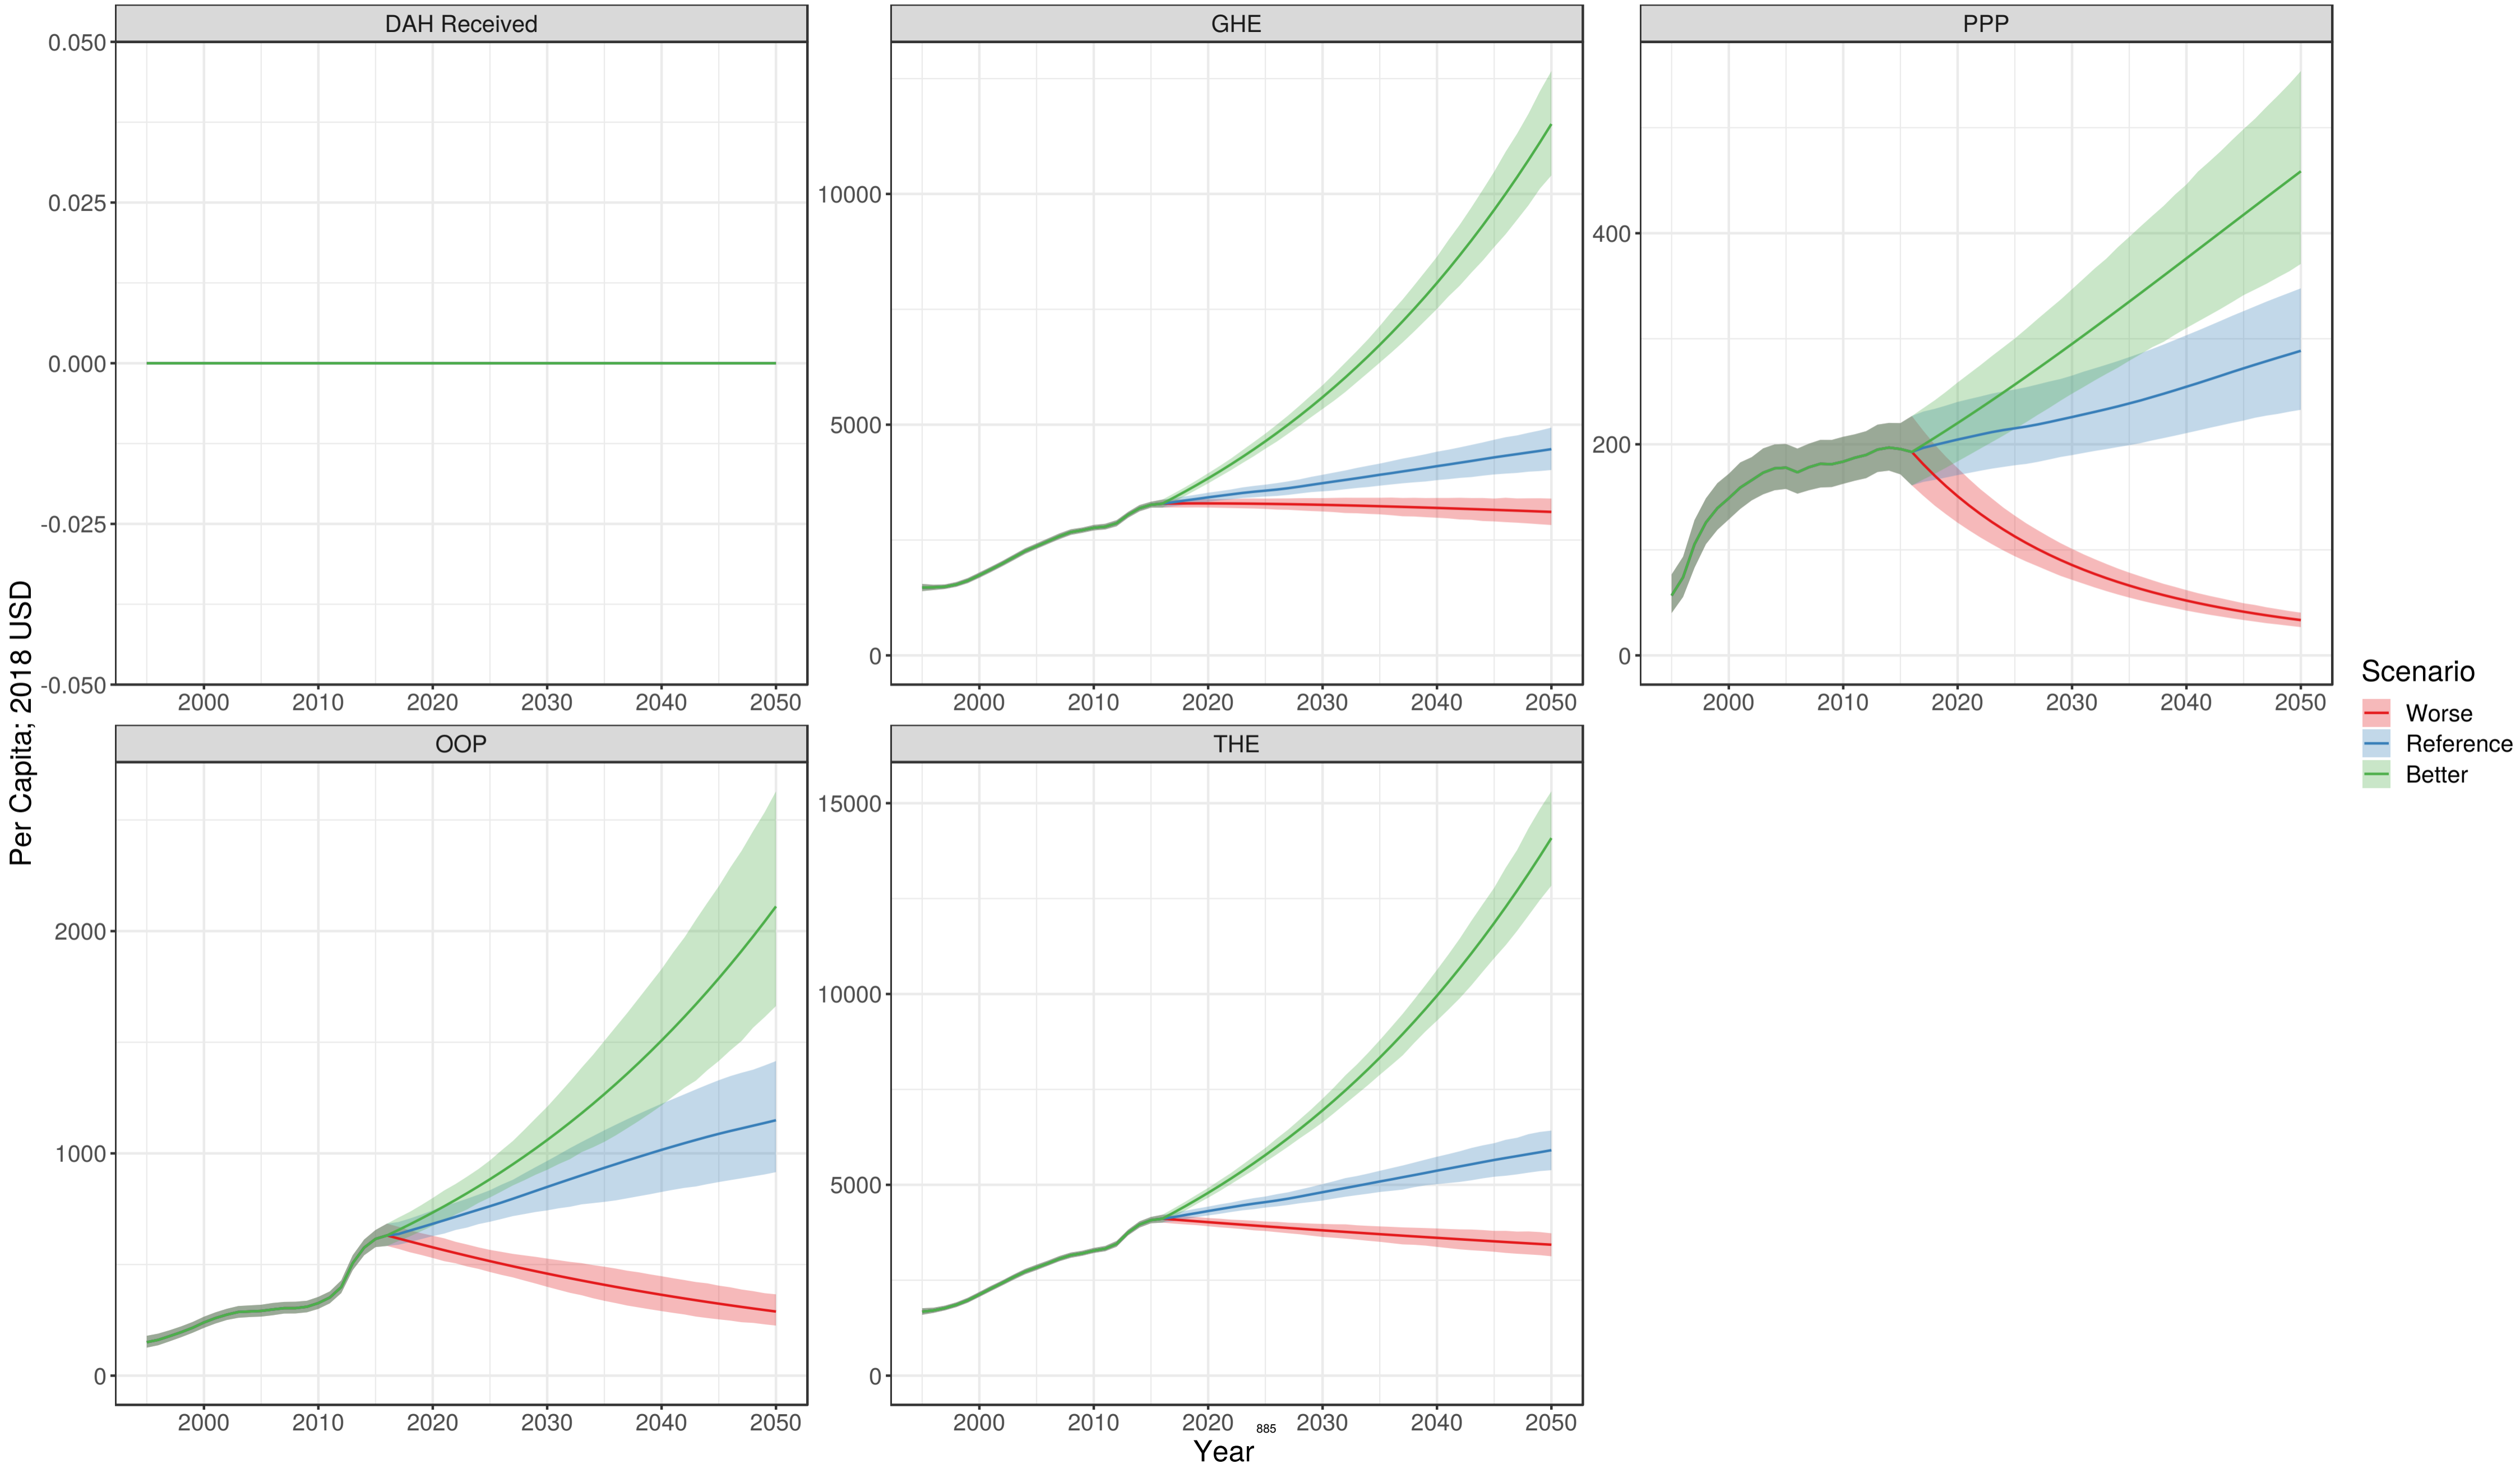 DAH Received
GHE
PPP
0.050
0.025
0.000
-0.025
-0.050
2000 2010 2020 2030 2040 2050
10000
5000
0
2000 2010 2020 2030 2040 2050
400
200
0
2000 2010 2020 2030 2040 2050
Per Capita; 2018 USD
OOP
THE
2000
1000
0
2000 2010 2020 2030 2040 2050
15000
10000
5000
0
2000 2010 2020 2030 2040 2050
885
Year
Scenario
Worse
Reference
Better